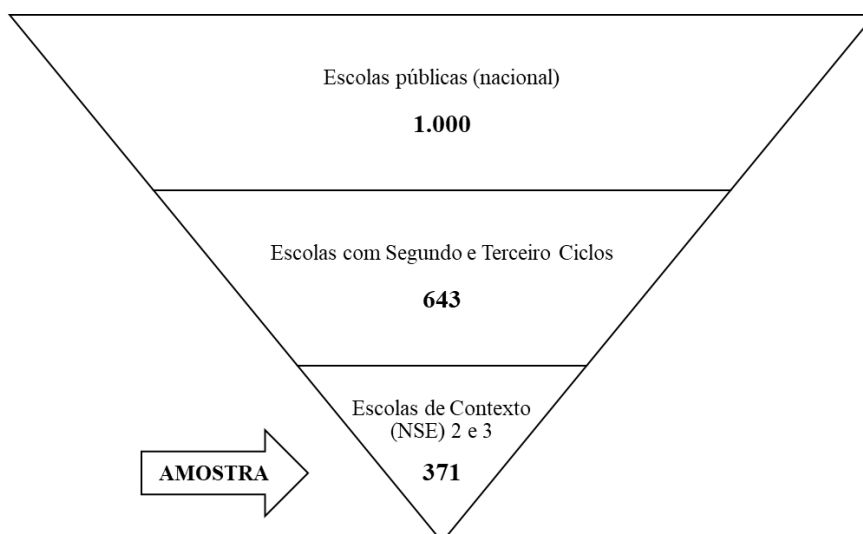 Escolas públicas (nacional)
1.000
Escolas com Segundo e Terceiro Ciclos
643
Escolas de Contexto
(NSE) 2 e 3
371
AMOSTRA